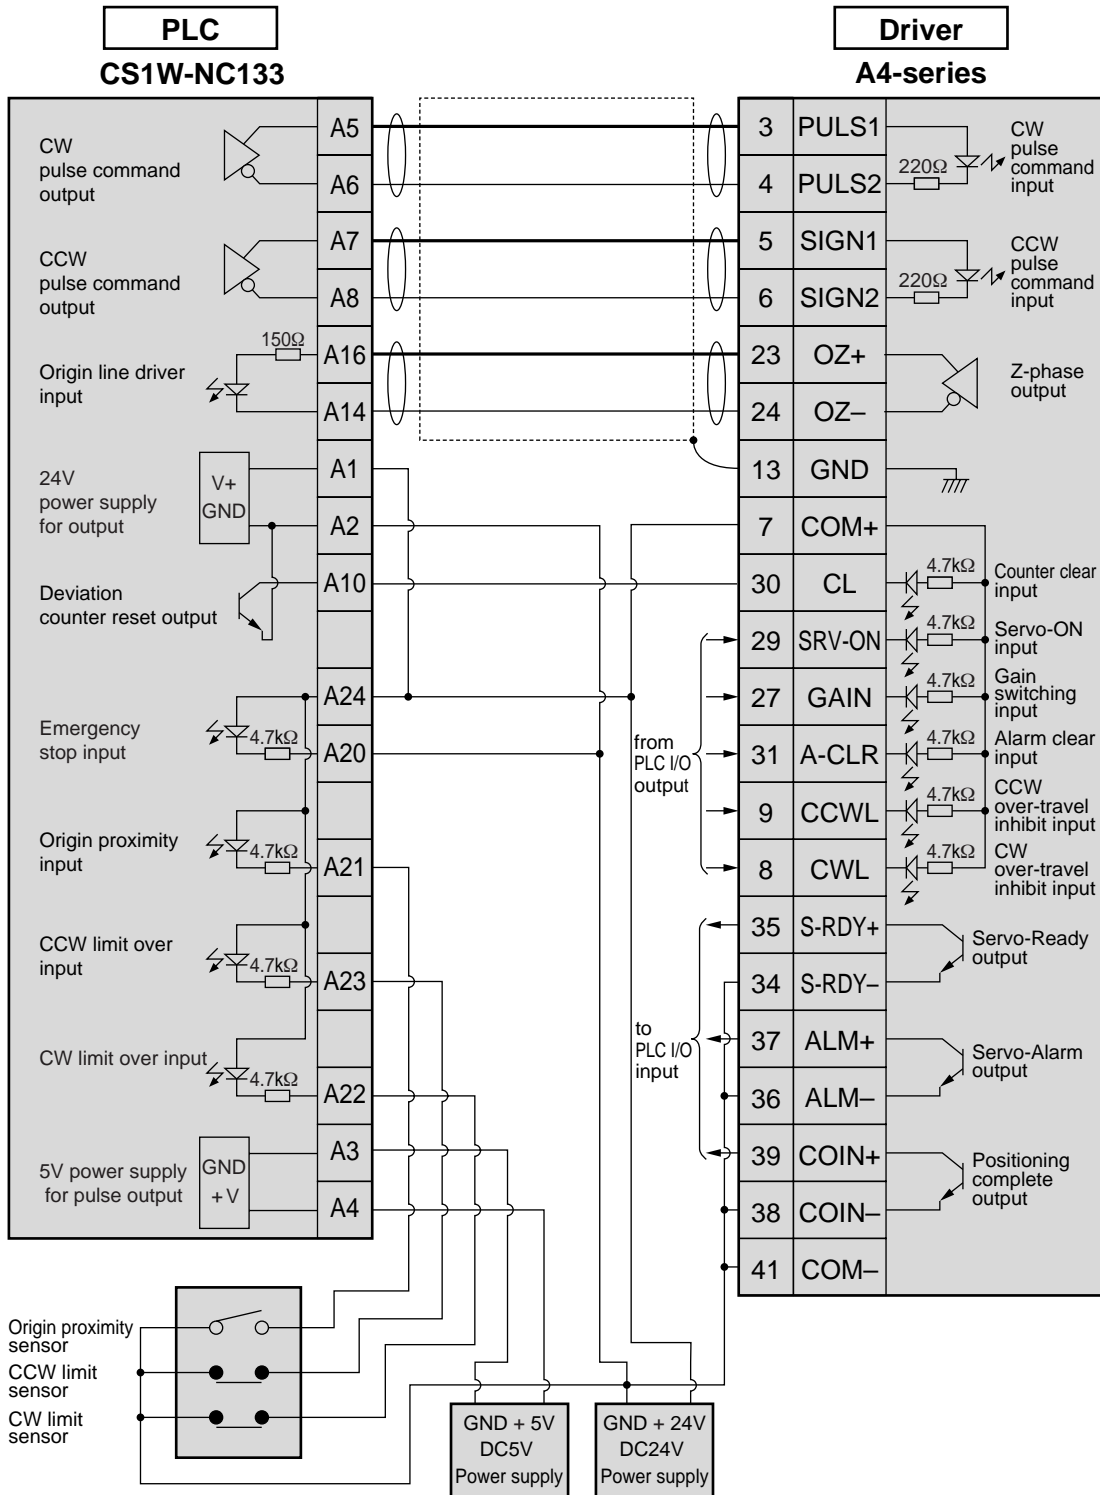 PLC
CS1W-NC133
Driver
A4-series
CW
pulse command
output
A5
A6
CCW
pulse command
output
A7
A8
Origin line driver
input
150Ω
A16
A14
24V
power supply
for output
V+
GND
A1
A2
Deviation
counter reset output
A10
Emergency
stop input
4.7kΩ
A24
A20
Origin proximity
input
4.7kΩ
A21
CCW limit over
input
4.7kΩ
A23
CW limit over input
4.7kΩ
A22
5V power supply
for pulse output
GND
+ V
A3
A4
3 PULS1
4 PULS2
220Ω
CW
pulse
command
input
5 SIGN1
6 SIGN2
220Ω
CCW
pulse
command
input
23 OZ+
24 OZ–
Z-phase
output
13 GND
7 COM+
30 CL
4.7kΩ
Counter clear
input
29 SRV-ON
4.7kΩ
Servo-ON
input
27 GAIN
4.7kΩ
Gain
switching
input
31 A-CLR
4.7kΩ
Alarm clear
input
9 CCWL
4.7kΩ
CCW
over-travel
inhibit input
8 CWL
4.7kΩ
CW
over-travel
inhibit input
from
PLC I/O
output
35 S-RDY+
34 S-RDY–
Servo-Ready
output
37 ALM+
36 ALM–
Servo-Alarm
output
39 COIN+
38 COIN–
Positioning
complete
output
41 COM–
to
PLC I/O
input
Origin proximity
sensor
CCW limit
sensor
CW limit
sensor
GND + 5V
DC5V
Power supply
GND + 24V
DC24V
Power supply